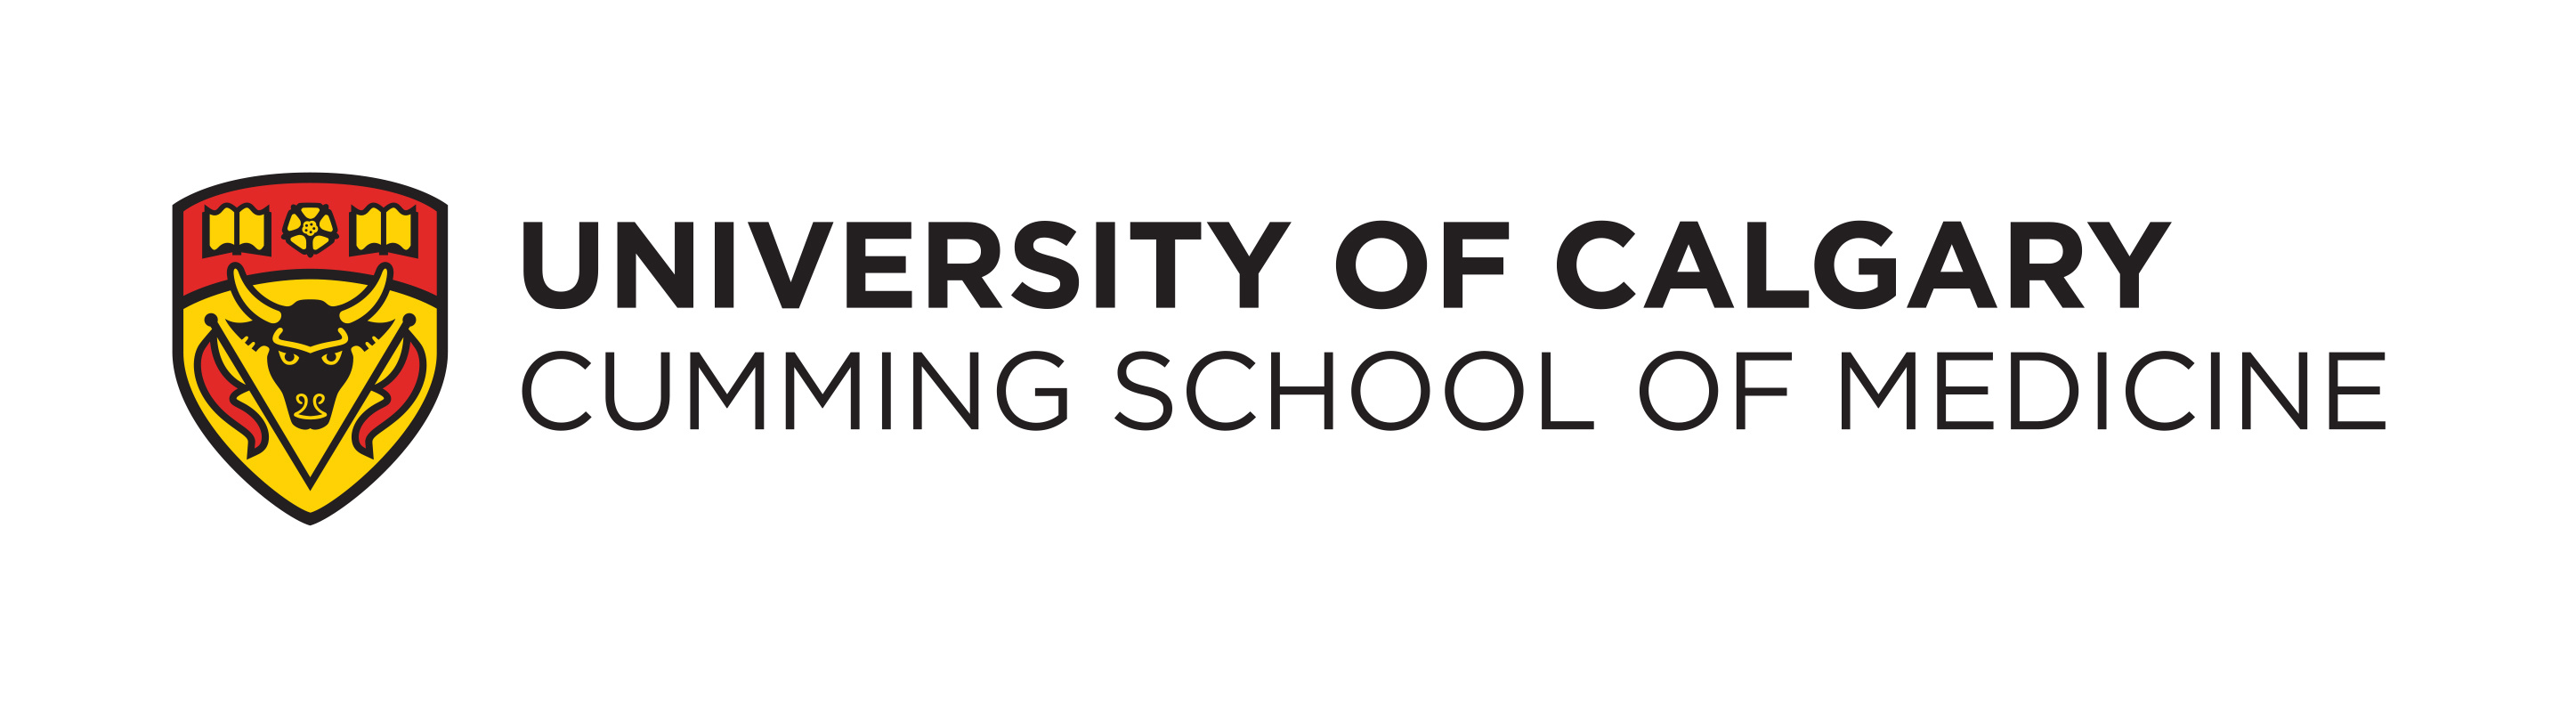 UNIVERSITY OF CALGARY
CUMMING SCHOOL OF MEDICINE